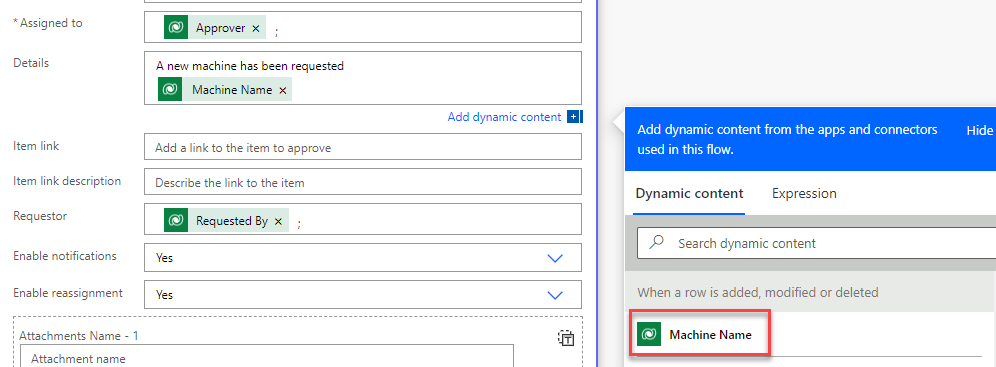 * Assigned to
Approver × ;
Details
A new machine has been requested
Machine Name ×
Add dynamic content
Item link
Add a link to the item to approve
Item link description
Describe the link to the item
Requestor
Requested By × ;
Enable notifications
Yes
Enable reassignment
Yes
Attachments Name - 1
Attachment name
Add dynamic content from the apps and connectors
used in this flow.
Hide
Dynamic content
Expression
Search dynamic content
When a row is added, modified or deleted
Machine Name